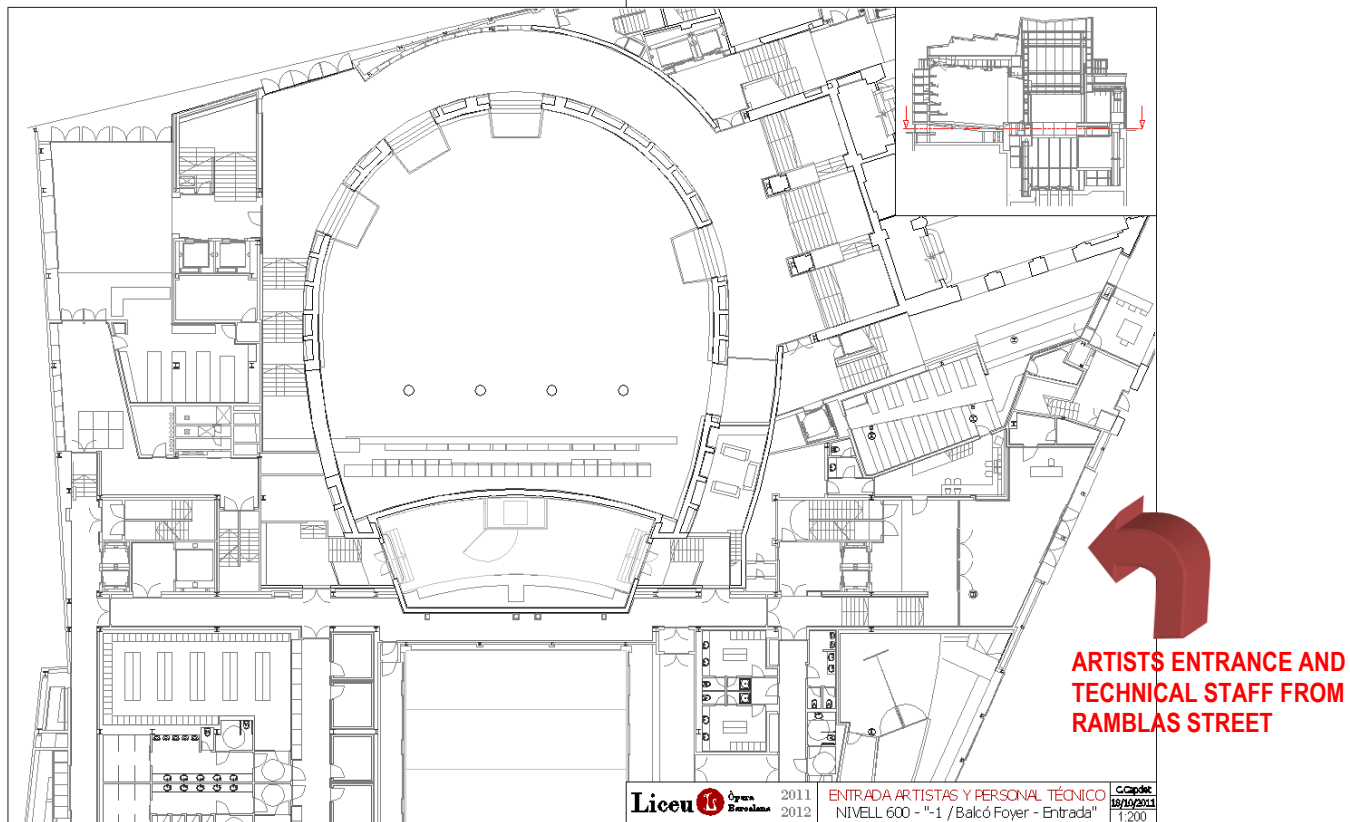 ARTISTS ENTRANCE AND
TECHNICAL STAFF FROM
RAMBLAS STREET
Liceu Òpera Barcelona
2011
2012
ENTRADA ARTISTAS Y PERSONAL TÉCNICO
NIVELL 600 - "-1 / Balcó Foyer - Entrada"
C.Capdet
18/10/2011
1:200